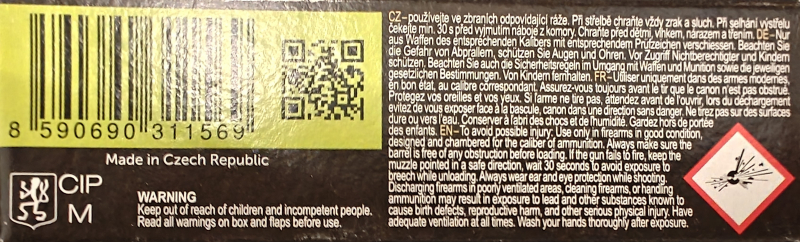 8 590690 311569
Made in Czech Republic
CIP
M
WARNING
Keep out of reach of children and incompetent people.
Read all warnings on box and flaps before use.
CZ–používejte ve zbraních odpovídající ráže. Při střelbě chraňte vždy zrak a sluch. Při selhání výstřelu
čekejte min. 30 s před vyjmutím náboje z komory. Chraňte před dětmi, vlhkem, nárazem a třením. DE–Nur
aus Waffen des entsprechenden Kalibers mit entsprechendem Prüfzeichen verschiessen. Beachten Sie
die Gefahr von Abprallern, schützen Sie Augen und Ohren. Vor Zugriff Nichtberechtigter und Kindern
schützen. Beachten Sie auch die Sicherheitsregeln im Umgang mit Waffen und Munition sowie die jeweiligen
gesetzlichen Bestimmungen. Von Kindern fernhalten. FR–Utiliser uniquement dans des armes modernes,
en bon état, au calibre correspondant. Assurez-vous toujours avant le tir que le canon n'est pas obstrué.
Protegez vos oreilles et vos yeux. Si l'arme ne tire pas, attendez avant de l'ouvrir, lors du déchargement
evitez de vous exposer face à la bascule, canon dans une direction sans danger. Ne tirez pas sur des surfaces
dure ou vers l'eau. Conserver à l'abri des chocs et de l'humidité. Gardez hors de portée
des enfants. EN–To avoid possible injury: Use only in firearms in good condition,
designed and chambered for the caliber of ammunition. Always make sure the
barrel is free of any obstruction before loading. If the gun fails to fire, keep the
muzzle pointed in a safe direction, wait 30 seconds to avoid exposure to
breech while unloading. Always wear ear and eye protection while shooting.
Discharging firearms in poorly ventilated areas, cleaning firearms, or handling
ammunition may result in exposure to lead and other substances known to
cause birth defects, reproductive harm, and other serious physical injury. Have
adequate ventilation at all times. Wash your hands thoroughly after exposure.